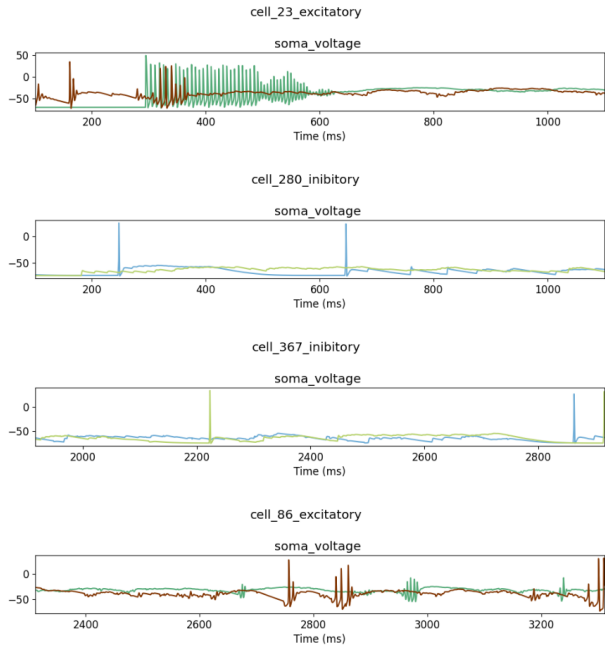 cell_23_excitatory
soma_voltage
50
0
−50
200 400 600 800 1000
Time (ms)
cell_280_inibitory
soma_voltage
0
−50
200 400 600 800 1000
Time (ms)
cell_367_inibitory
soma_voltage
0
−50
2000 2200 2400 2600 2800
Time (ms)
cell_86_excitatory
soma_voltage
0
−50
2400 2600 2800 3000 3200
Time (ms)